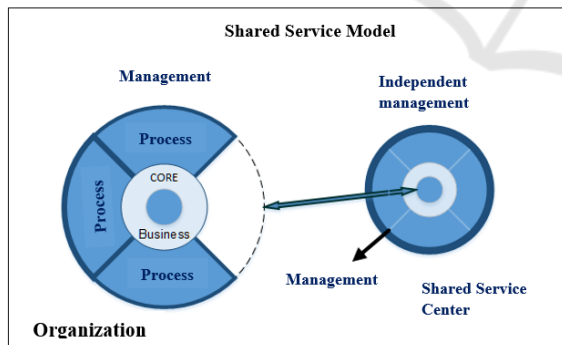 Shared Service Model
Management
Independent
management
Process
Process
Process
CORE
Business
Management
Shared Service
Center
Organization